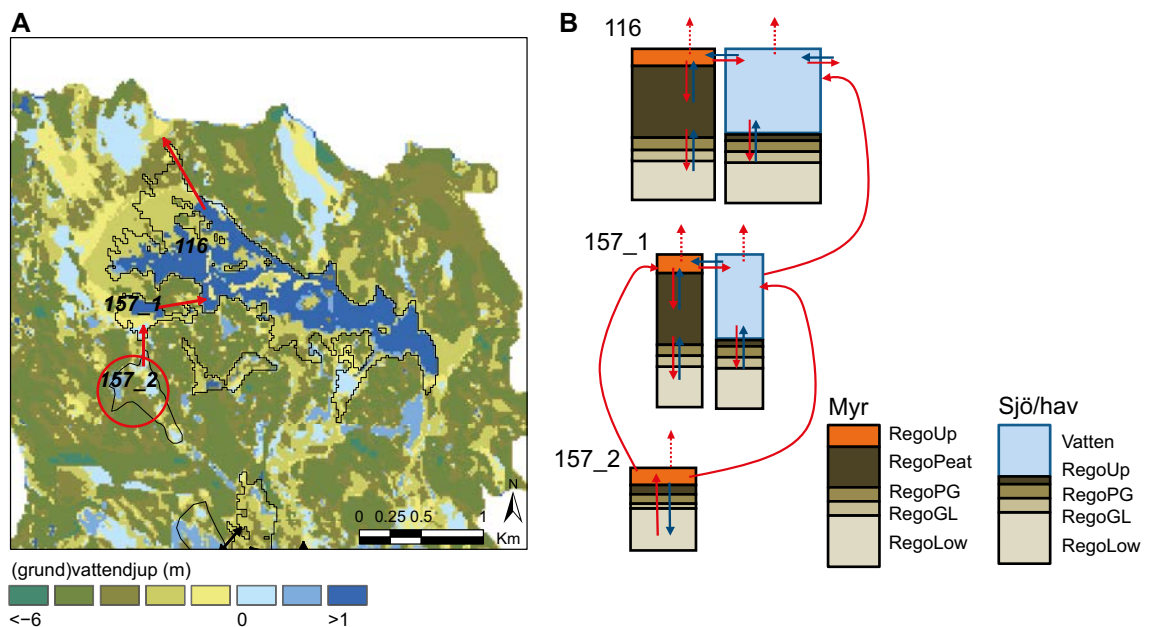 A
116
157_1
157_2
N
0 0.25 0.5 1
Km
(grund)vattendjup (m)
<−6 0 >1
B
116
157_1
157_2
Myr
RegoUp
RegoPeat
RegoPG
RegoGL
RegoLow
Sjö/hav
Vatten
RegoUp
RegoPG
RegoGL
RegoLow